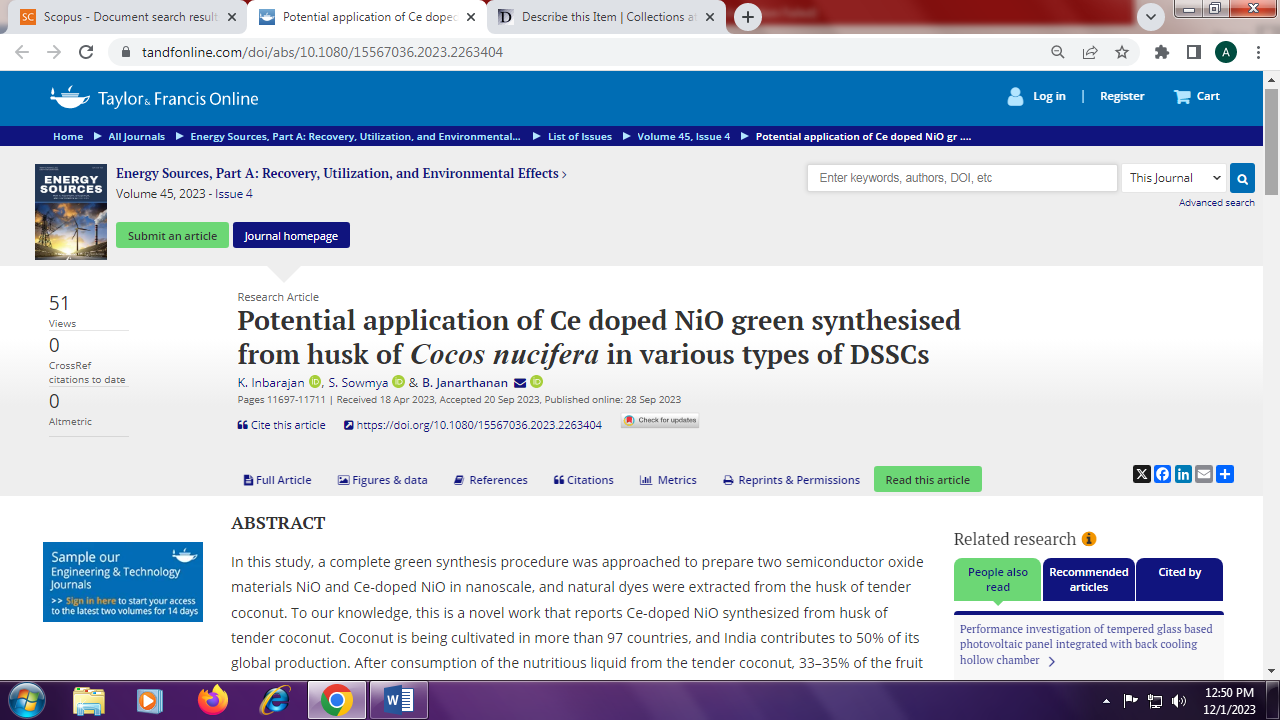 Scopus - Document search result
Potential application of Ce doped
Describe this Item | Collections a
tandfonline.com/doi/abs/10.1080/15567036.2023.2263404
A
Taylor & Francis Online
Log in | Register Cart
Home All Journals Energy Sources, Part A: Recovery, Utilization, and Environmental... List of Issues Volume 45, Issue 4 Potential application of Ce doped NiO gr ....
ENERGY SOURCES
Energy Sources, Part A: Recovery, Utilization, and Environmental Effects
Volume 45, 2023 - Issue 4
Enter keywords, authors, DOI, etc
This Journal
Advanced search
Submit an article Journal homepage
51
Views
0
CrossRef
citations to date
0
Altmetric
Research Article
Potential application of Ce doped NiO green synthesised
from husk of Cocos nucifera in various types of DSSCs
K. Inbarajan, S. Sowmya & B. Janarthanan
Pages 11697-11711 | Received 18 Apr 2023, Accepted 20 Sep 2023, Published online: 28 Sep 2023
Cite this article https://doi.org/10.1080/15567036.2023.2263404 Check for updates
Full Article Figures & data References Citations Metrics Reprints & Permissions Read this article
Sample our
Engineering & Technology
Journals
>> Sign in here to start your access
to the latest two volumes for 14 days
ABSTRACT
In this study, a complete green synthesis procedure was approached to prepare two semiconductor oxide
materials NiO and Ce-doped NiO in nanoscale, and natural dyes were extracted from the husk of tender
coconut. To our knowledge, this is a novel work that reports Ce-doped NiO synthesized from husk of
tender coconut. Coconut is being cultivated in more than 97 countries, and India contributes to 50% of its
global production. After consumption of the nutritious liquid from the tender coconut, 33–35% of the fruit
Related research
People also
read
Recommended
articles
Cited by
Performance investigation of tempered glass based
photovoltaic panel integrated with back cooling
hollow chamber
12:50 PM
12/1/2023